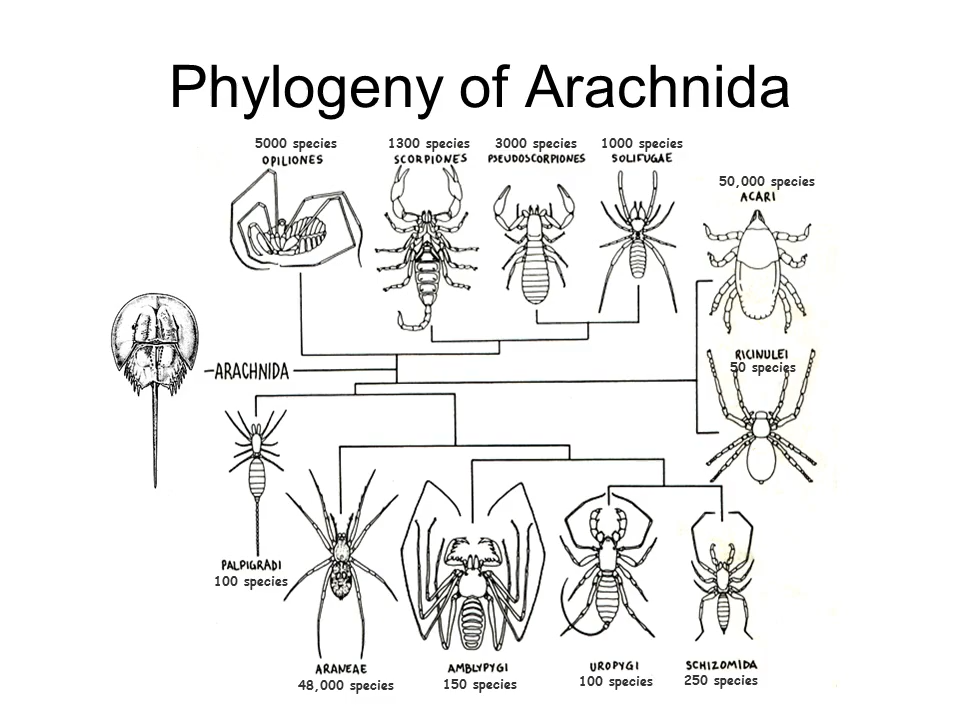 Phylogeny of Arachnida
5000 species
OPILIONES
1300 species
SCORPIONES
3000 species
PSEUDOSCORPIONES
1000 species
SOLIFUGAE
50,000 species
ACARI
ARACHNIDA
RICINULEI
50 species
PALPIGRADI
100 species
ARANEAE
48,000 species
AMBLYPYGI
150 species
UROPYGI
100 species
SCHIZOMIDA
250 species